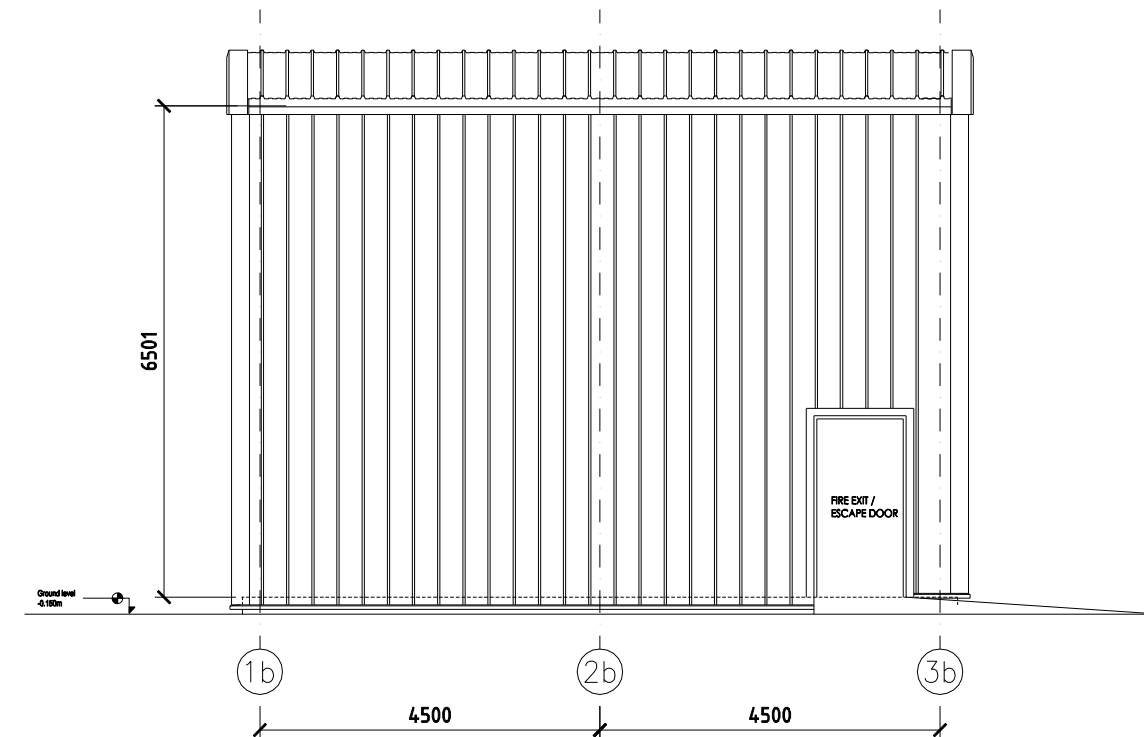 6501
FIRE EXIT /
ESCAPE DOOR
Ground level
-0.150m
1b
2b
3b
4500
4500